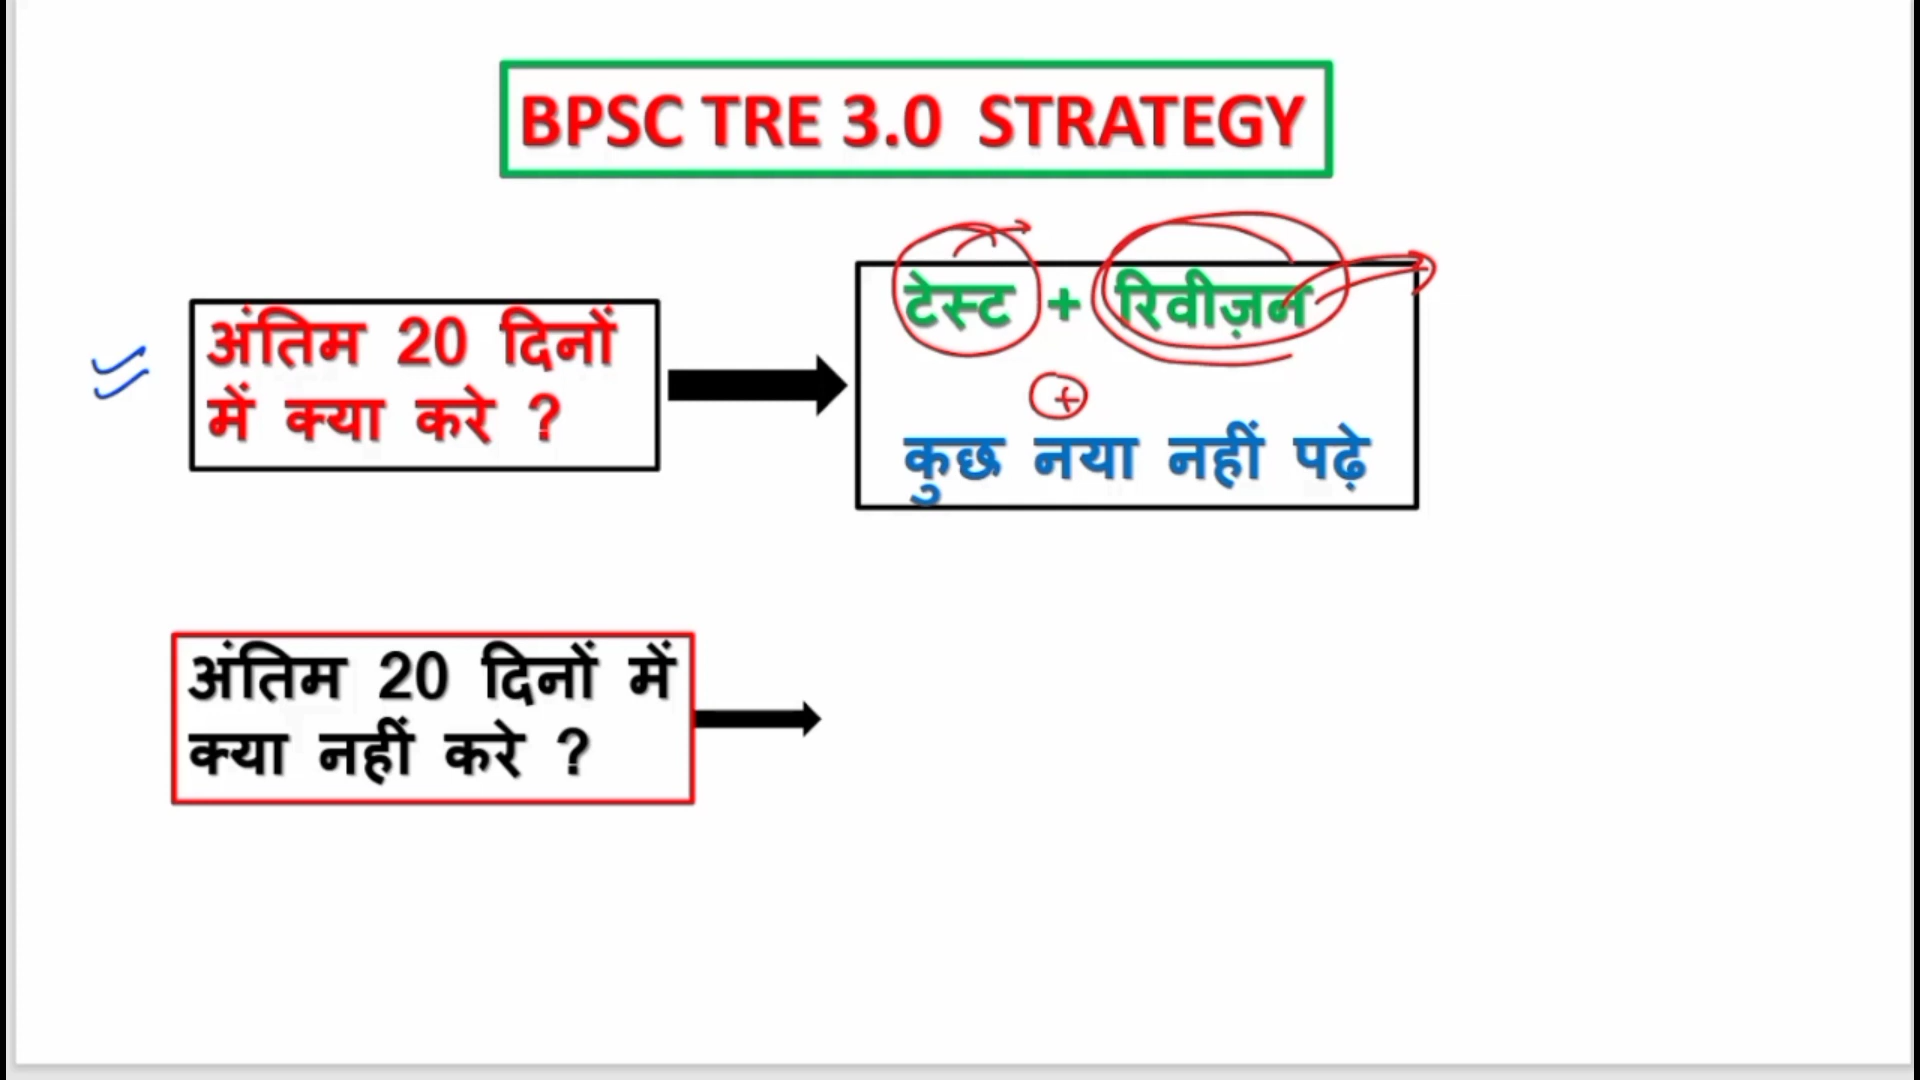 BPSC TRE 3.0 STRATEGY
अंतिम 20 दिनों
में क्या करे ?
टेस्ट + रिवीज़न
+
कुछ नया नहीं पढ़े
अंतिम 20 दिनों में
क्या नहीं करे ?